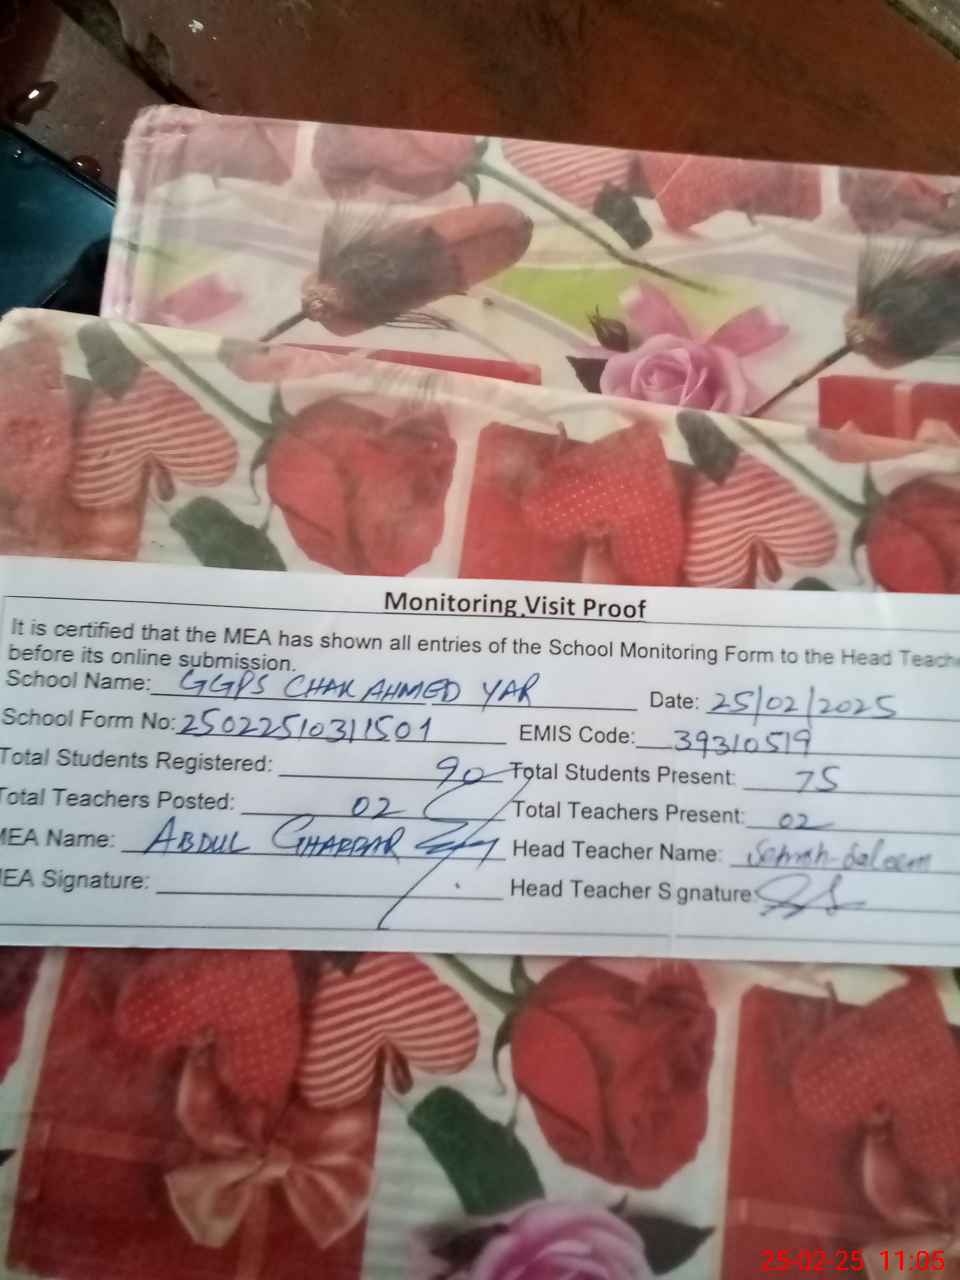 Monitoring Visit Proof
It is certified that the MEA has shown all entries of the School Monitoring Form to the Head Teache
before its online submission.
School Name: GGPS CHAK AHMED YAR Date: 25/02/2025
School Form No: 25022510311501 EMIS Code: 39310519
Total Students Registered: 90 Total Students Present: 75
Total Teachers Posted: 02 Total Teachers Present: 02
MEA Name: ABDUL GHAFFAR Head Teacher Name: Saleem
MEA Signature: Head Teacher S gnature:
25-02-25 11:05